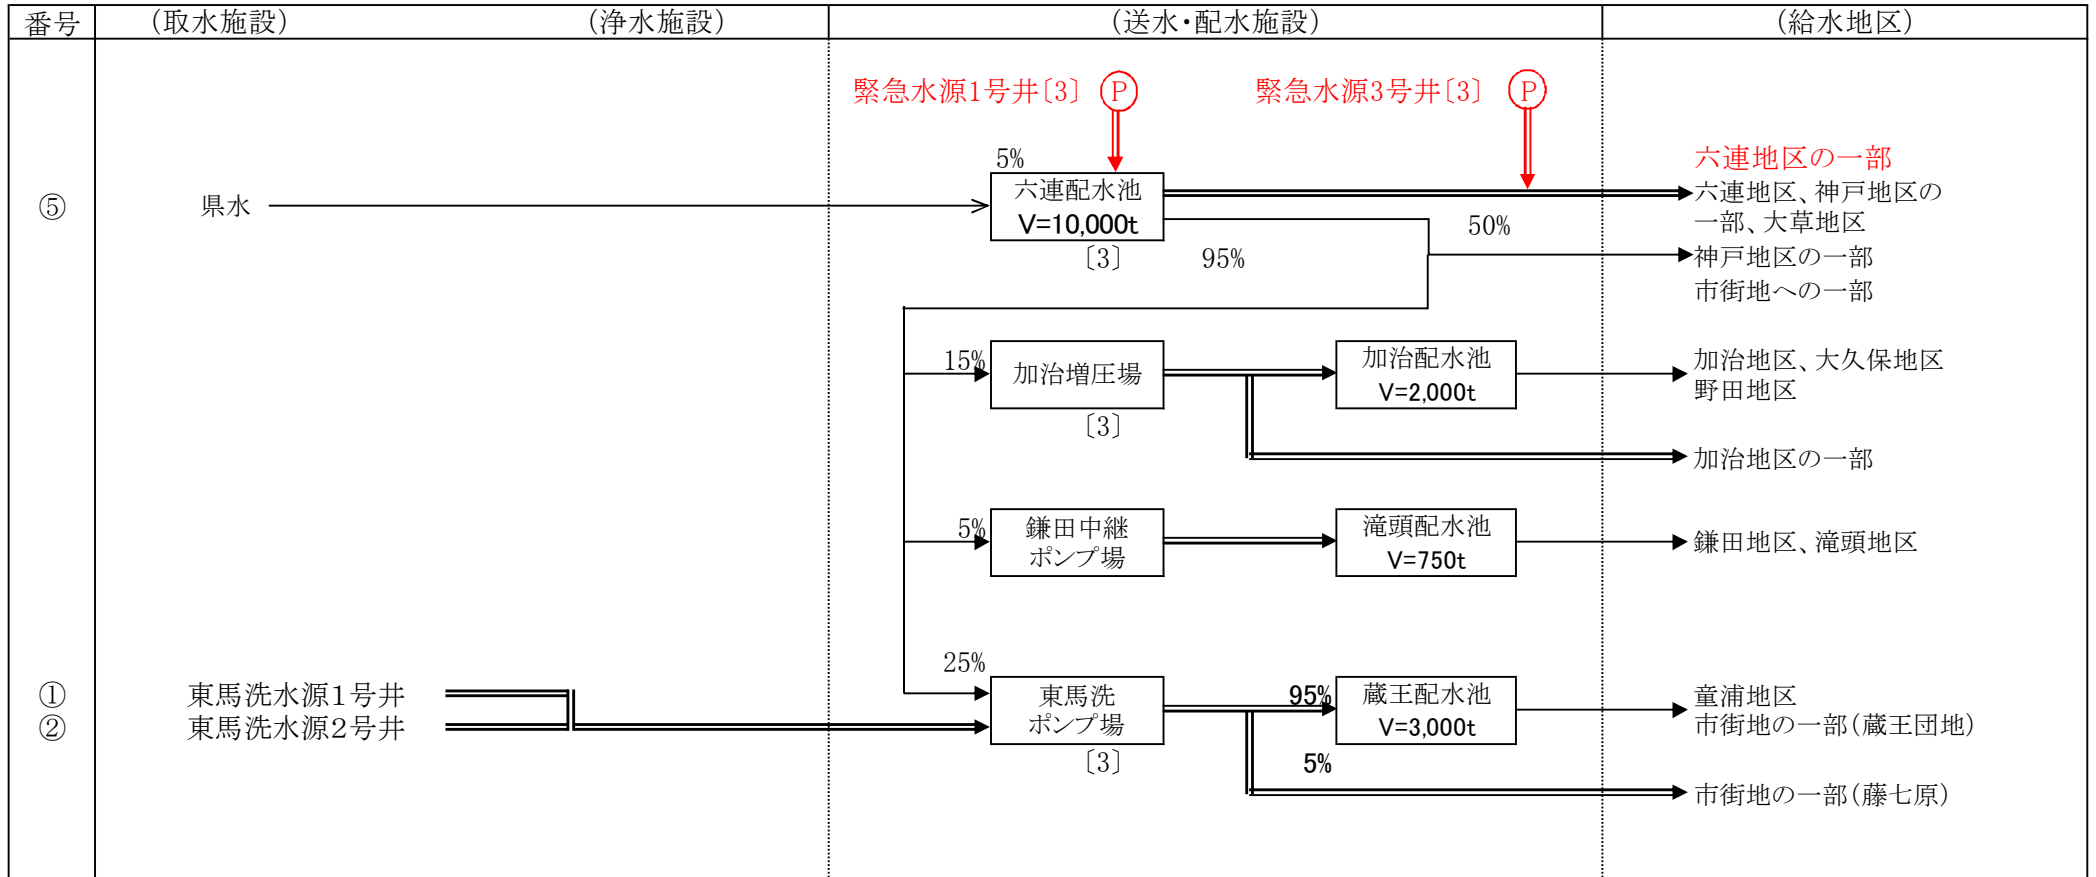 番号
(取水施設)
(浄水施設)
(送水・配水施設)
(給水地区)
緊急水源1号井〔3〕 P
緊急水源3号井〔3〕 P
⑤
県水
5%
六連配水池
V=10,000t
〔3〕
95%
50%
六連地区の一部
六連地区、神戸地区の
一部、大草地区
神戸地区の一部
市街地への一部
15%
加治増圧場
〔3〕
加治配水池
V=2,000t
加治地区、大久保地区
野田地区
加治地区の一部
5%
鎌田中継
ポンプ場
滝頭配水池
V=750t
鎌田地区、滝頭地区
①
東馬洗水源1号井
②
東馬洗水源2号井
25%
東馬洗
ポンプ場
〔3〕
95%
蔵王配水池
V=3,000t
5%
童浦地区
市街地の一部(蔵王団地)
市街地の一部(藤七原)